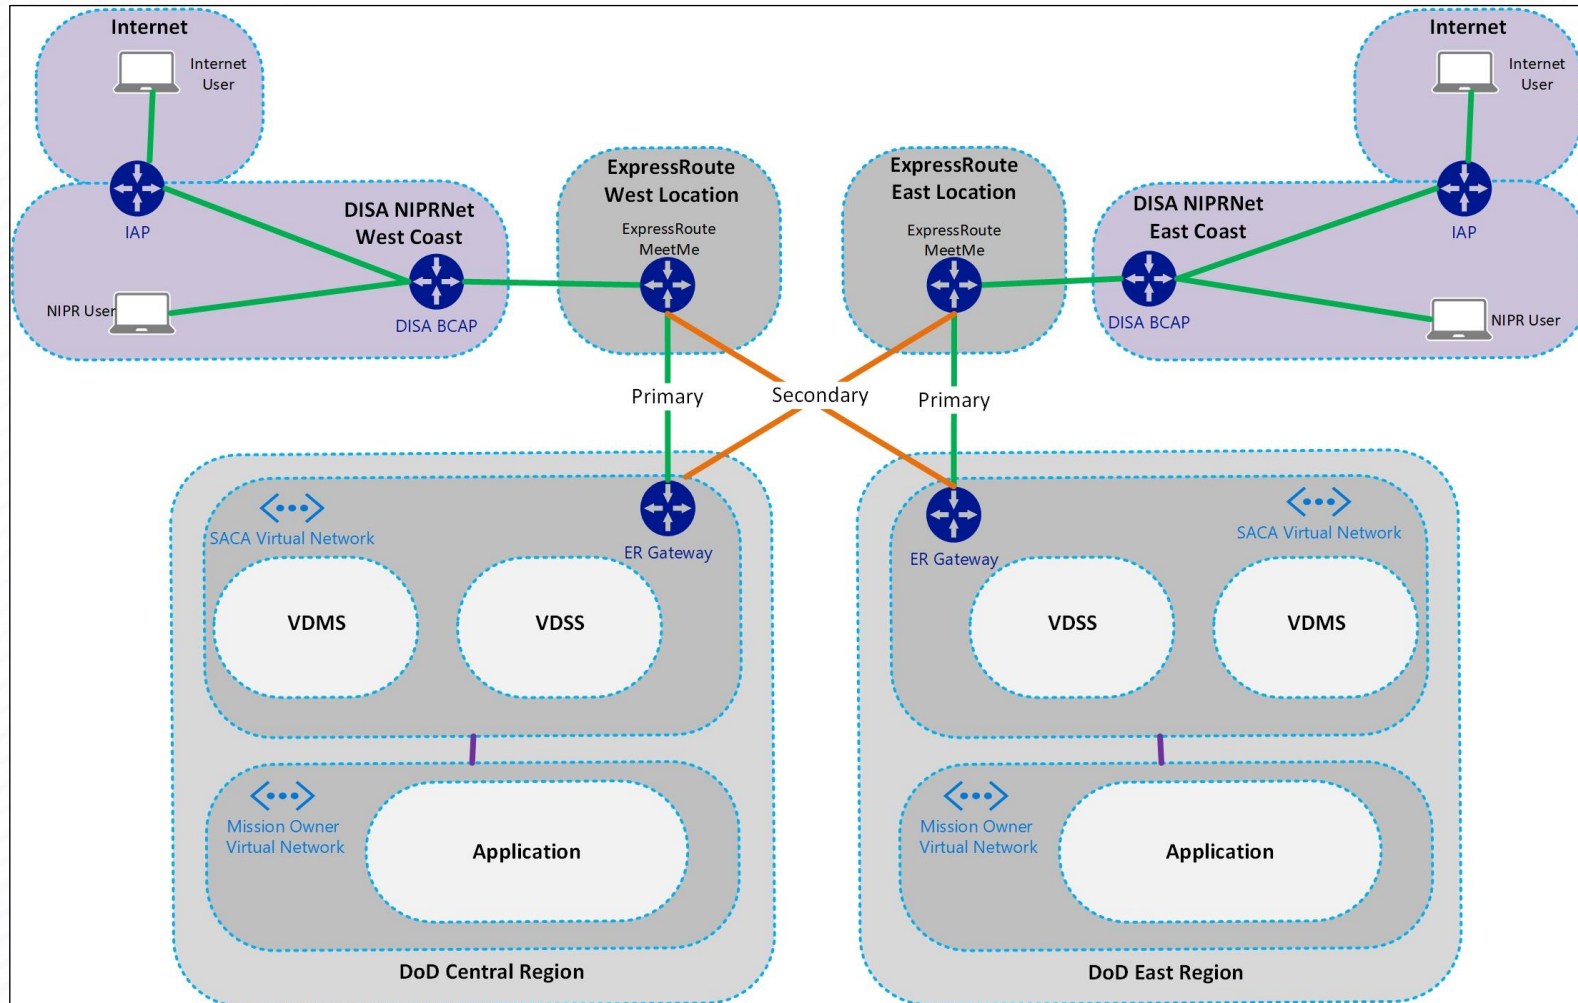 Internet
Internet
User
IAP
DISA NIPRNet
West Coast
NIPR User
DISA BCAP
ExpressRoute
West Location
ExpressRoute
MeetMe
ExpressRoute
East Location
ExpressRoute
MeetMe
Internet
Internet
User
DISA NIPRNet
East Coast
IAP
DISA BCAP
NIPR User
Primary
Secondary
Primary
SACA Virtual Network
ER Gateway
VDMS
VDSS
Mission Owner
Virtual Network
Application
DoD Central Region
ER Gateway
SACA Virtual Network
VDSS
VDMS
Mission Owner
Virtual Network
Application
DoD East Region